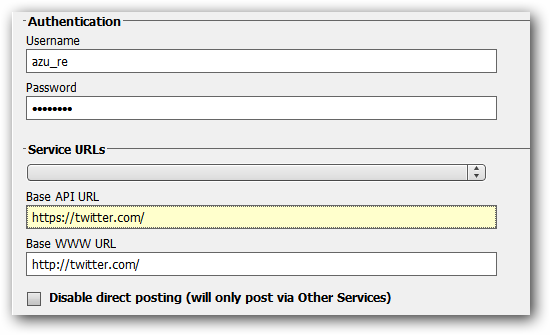 Authentication
Username
azu_re
Password
••••••••
Service URLs
Base API URL
https://twitter.com/
Base WWW URL
http://twitter.com/
Disable direct posting (will only post via Other Services)